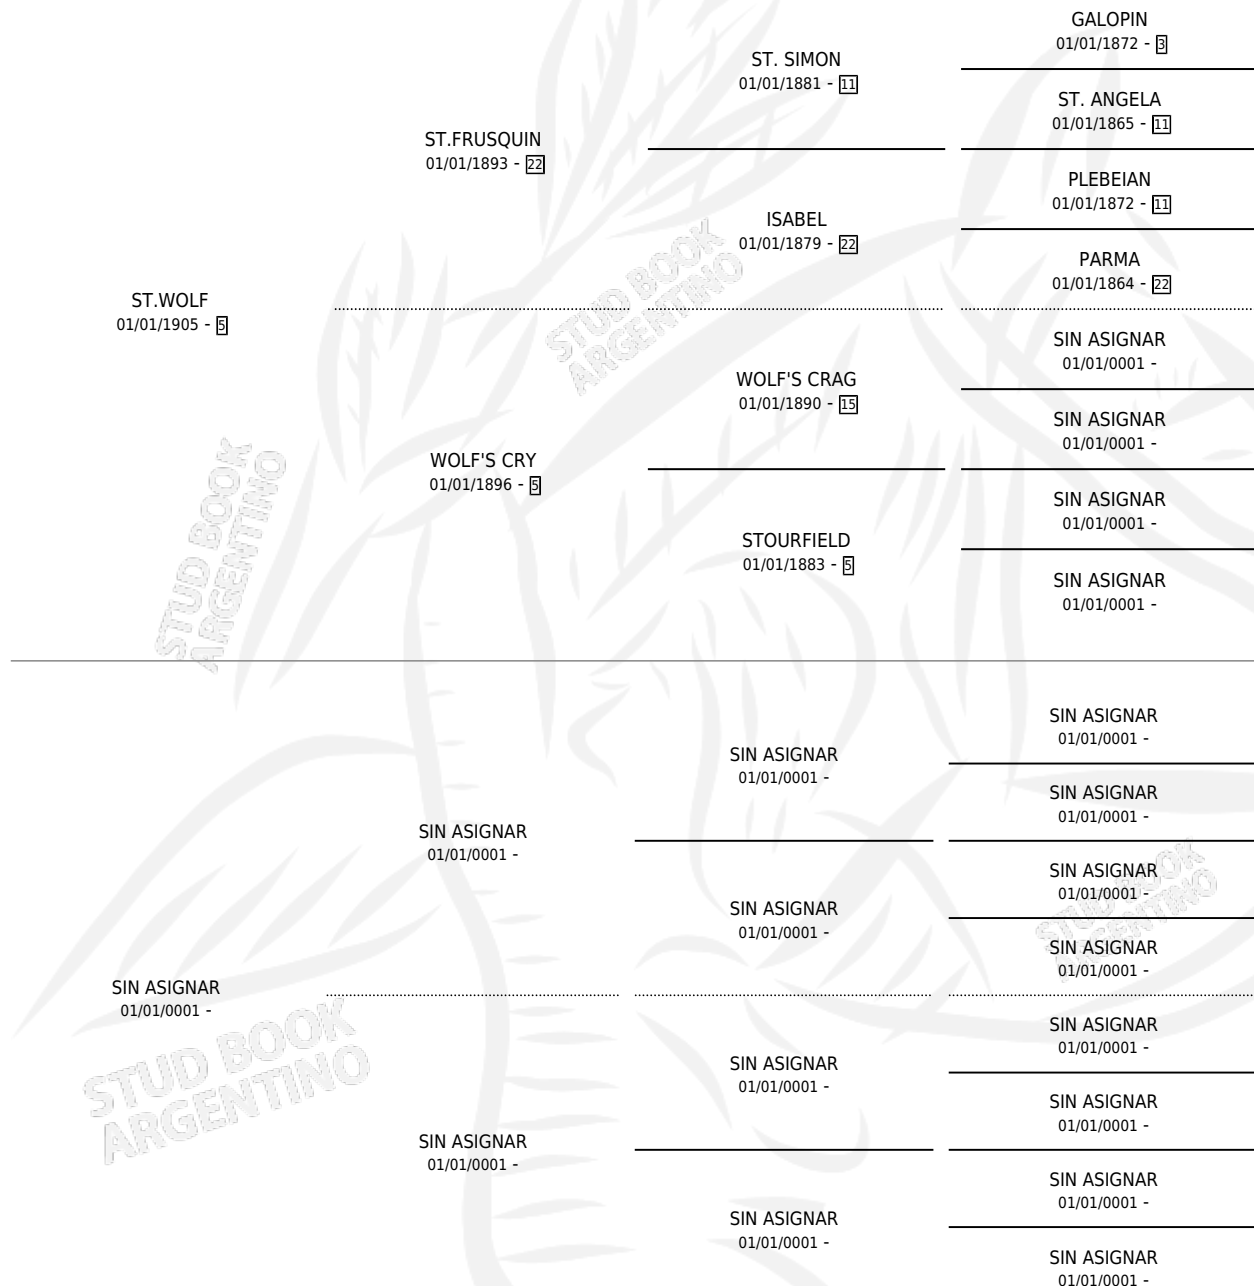 GALOPIN
01/01/1872 - 3
ST. SIMON
01/01/1881 - 11
ST. ANGELA
01/01/1865 - 11
ST.FRUSQUIN
01/01/1893 - 22
PLEBEIAN
01/01/1872 - 11
ISABEL
01/01/1879 - 22
PARMA
01/01/1864 - 22
STUD BOOK
ARGENTINO
ST.WOLF
01/01/1905 - 5
SIN ASIGNAR
01/01/0001 -
WOLF'S CRAG
01/01/1890 - 15
SIN ASIGNAR
01/01/0001 -
WOLF'S CRY
01/01/1896 - 5
SIN ASIGNAR
01/01/0001 -
STOURFIELD
01/01/1883 - 5
SIN ASIGNAR
01/01/0001 -
STUD BOOK
ARGENTINO
SIN ASIGNAR
01/01/0001 -
SIN ASIGNAR
01/01/0001 -
SIN ASIGNAR
01/01/0001 -
SIN ASIGNAR
01/01/0001 -
SIN ASIGNAR
01/01/0001 -
SIN ASIGNAR
01/01/0001 -
SIN ASIGNAR
01/01/0001 -
STUD BOOK
ARGENTINO
SIN ASIGNAR
01/01/0001 -
SIN ASIGNAR
01/01/0001 -
SIN ASIGNAR
01/01/0001 -
SIN ASIGNAR
01/01/0001 -
STUD BOOK
ARGENTINO
SIN ASIGNAR
01/01/0001 -
SIN ASIGNAR
01/01/0001 -
SIN ASIGNAR
01/01/0001 -
SIN ASIGNAR
01/01/0001 -